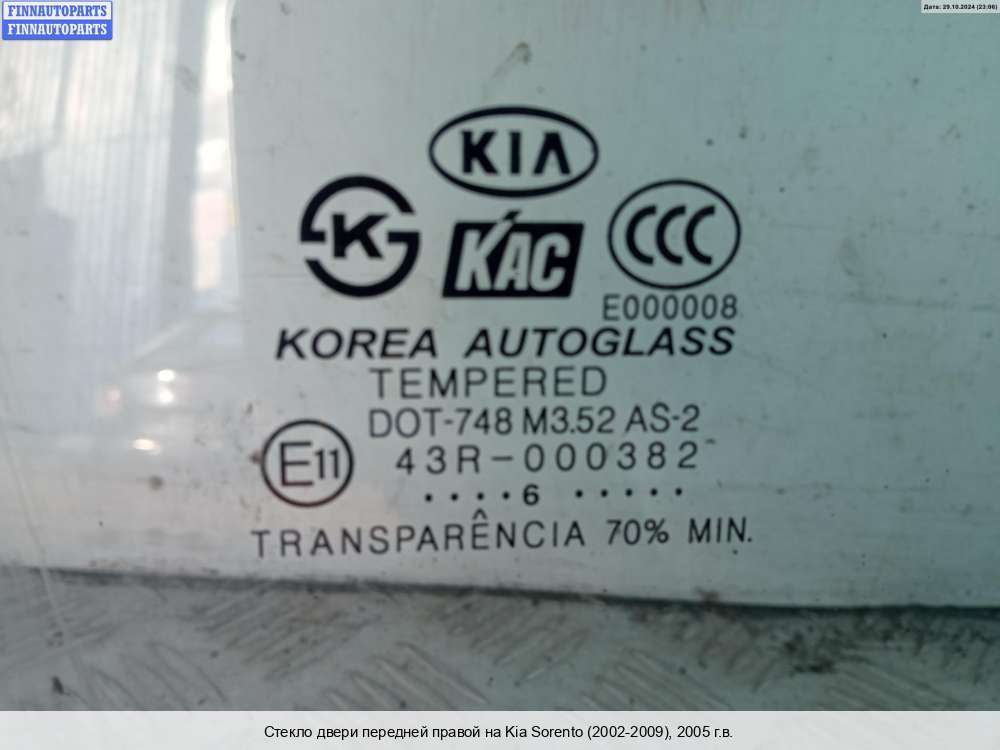 FINNAUTOPARTS
FINNAUTOPARTS
Дата: 29.10.2024 (23:06)
KIA
K
KAC
CCC
E000008
KOREA AUTOGLASS
TEMPERED
DOT-748 M3.52 AS-2
E11
43R-000382
....6 .....
TRANSPARÊNCIA 70% MIN.
Стекло двери передней правой на Kia Sorento (2002-2009), 2005 г.в.